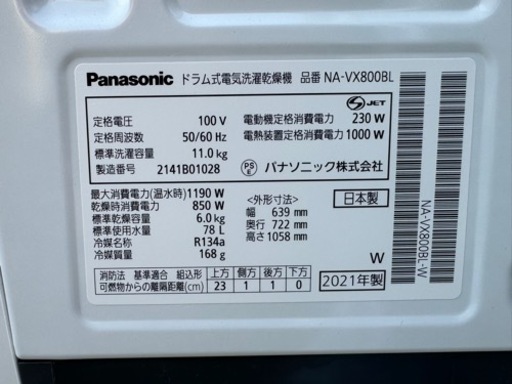 Panasonic ドラム式電気洗濯乾燥機 品番 NA-VX800BL
定格電圧 100 V
定格周波数 50/60 Hz
標準洗濯容量 11.0 kg
製造番号 2141B01028
S JET
電動機定格消費電力 230 W
電熱装置定格消費電力 1000 W
PS E パナソニック株式会社
最大消費電力(温水時) 1190 W
乾燥時消費電力 850 W
標準乾燥容量 6.0 kg
標準使用水量 78 L
冷媒名称 R134a
冷媒質量 168 g
<外形寸法>
幅 639 mm
奥行 722 mm
高さ 1058 mm
日本製
W
消防法 基準適合 組込形 上方 側方 後方 下方
可燃物からの離隔距離(cm) 23 1 1 0
2021年製
NA-VX800BL-W